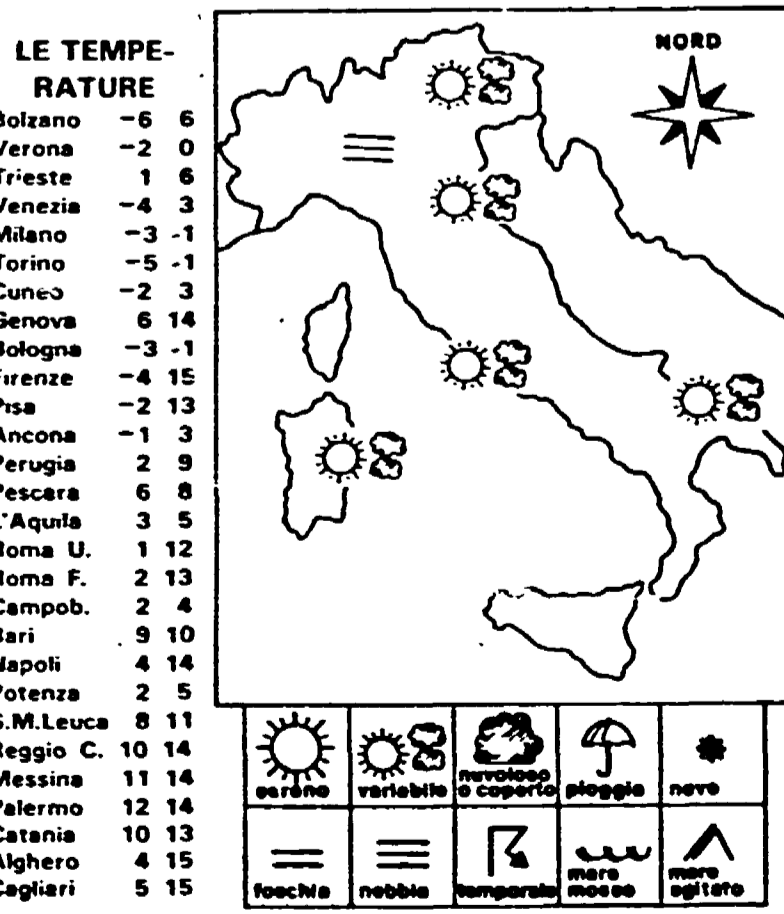 LE TEMPE-
RATURE
Bolzano -6 6
Verona -2 0
Trieste 1 6
Venezia -4 3
Milano -3 -1
Torino -5 -1
Cuneo -2 3
Genova 6 14
Bologna -3 -1
Firenze -4 15
Pisa -2 13
Ancona -1 3
Perugia 2 9
Pescara 6 8
L'Aquila 3 5
Roma U. 1 12
Roma F. 2 13
Campob. 2 4
Bari 9 10
Napoli 4 14
Potenza 2 5
S.M.Leuca 8 11
Reggio C. 10 14
Messina 11 14
Palermo 12 14
Catania 10 13
Alghero 4 15
Cagliari 5 15
NORD
sereno
variabile
nuvoloso
o coperto
pioggia
neve
foschia
nebbia
temporale
mare
mosso
mare
agitato